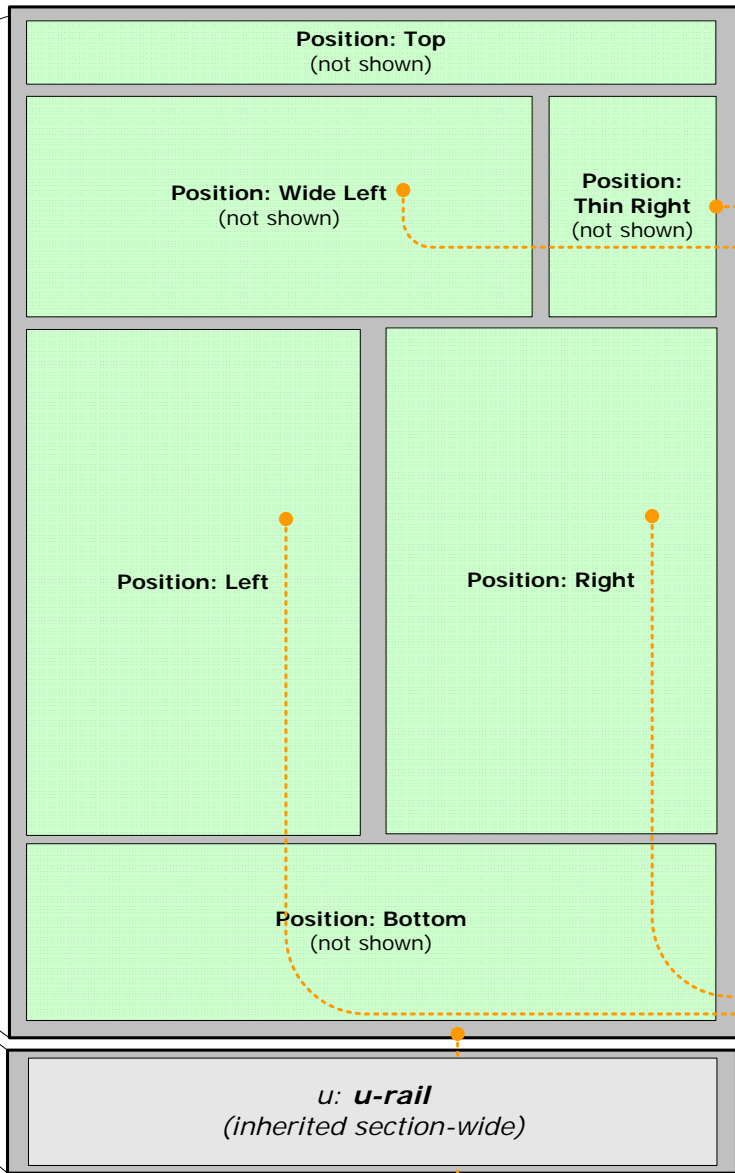 Position: Top
(not shown)
Position: Wide Left
(not shown)
Position:
Thin Right
(not shown)
Position: Left
Position: Right
Position: Bottom
(not shown)
u: u-rail
(inherited section-wide)